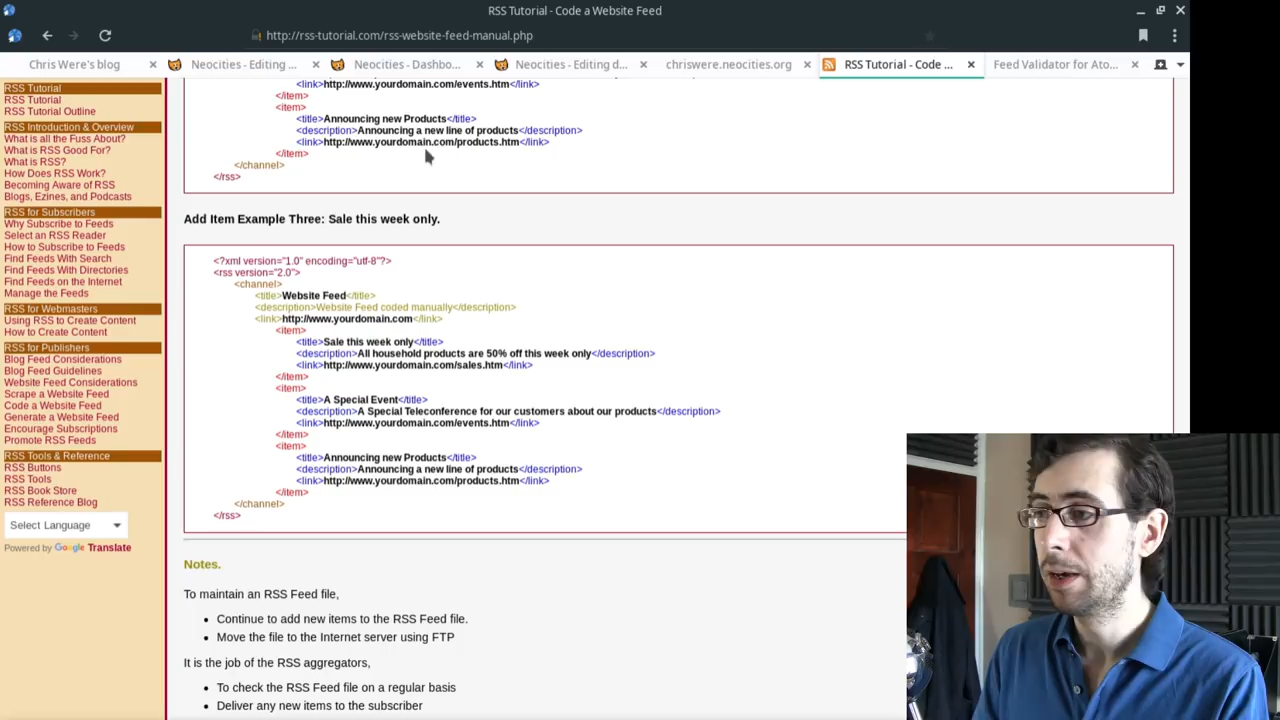 RSS Tutorial - Code a Website Feed
http://rss-tutorial.com/rss-website-feed-manual.php
Chris Were's blog
Neocities - Editing ...
Neocities - Dashbo...
Neocities - Editing d...
chriswere.neocities.org
RSS Tutorial - Code ...
Feed Validator for Ato...
RSS Tutorial
RSS Tutorial
RSS Tutorial Outline
RSS Introduction & Overview
What is all the Fuss About?
What is RSS Good For?
What is RSS?
How Does RSS Work?
Becoming Aware of RSS
Blogs, Ezines, and Podcasts
RSS for Subscribers
Why Subscribe to Feeds
Select an RSS Reader
How to Subscribe to Feeds
Find Feeds With Search
Find Feeds With Directories
Find Feeds on the Internet
Manage the Feeds
RSS for Webmasters
Using RSS to Create Content
How to Create Content
RSS for Publishers
Blog Feed Considerations
Blog Feed Guidelines
Website Feed Considerations
Scrape a Website Feed
Code a Website Feed
Generate a Website Feed
Encourage Subscriptions
Promote RSS Feeds
RSS Tools & Reference
RSS Buttons
RSS Tools
RSS Book Store
RSS Reference Blog
Select Language
Powered by Google Translate
<link>http://www.yourdomain.com/events.htm</link>
</item>
<item>
<title>Announcing new Products</title>
<description>Announcing a new line of products</description>
<link>http://www.yourdomain.com/products.htm</link>
</item>
</channel>
</rss>
Add Item Example Three: Sale this week only.
<?xml version="1.0" encoding="utf-8"?>
<rss version="2.0">
<channel>
<title>Website Feed</title>
<description>Website Feed coded manually</description>
<link>http://www.yourdomain.com</link>
<item>
<title>Sale this week only</title>
<description>All household products are 50% off this week only</description>
<link>http://www.yourdomain.com/sales.htm</link>
</item>
<item>
<title>A Special Event</title>
<description>A Special Teleconference for our customers about our products</description>
<link>http://www.yourdomain.com/events.htm</link>
</item>
<item>
<title>Announcing new Products</title>
<description>Announcing a new line of products</description>
<link>http://www.yourdomain.com/products.htm</link>
</item>
</channel>
</rss>
Notes.
To maintain an RSS Feed file,
• Continue to add new items to the RSS Feed file.
• Move the file to the Internet server using FTP
It is the job of the RSS aggregators,
• To check the RSS Feed file on a regular basis
• Deliver any new items to the subscriber